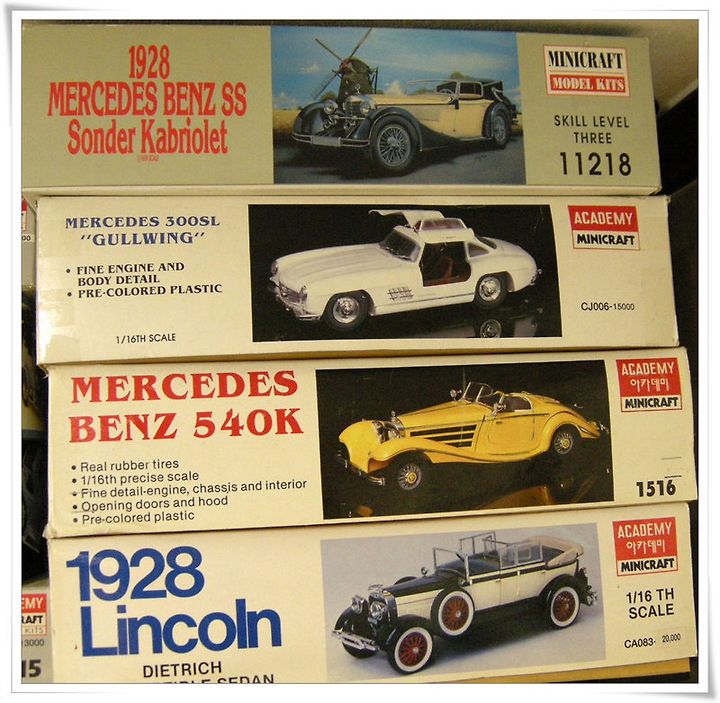 1928
MERCEDES BENZ SS
Sonder Kabriolet
MINICRAFT
MODEL KITS
SKILL LEVEL
THREE
11218
MERCEDES 300SL
"GULLWING"
• FINE ENGINE AND
BODY DETAIL
• PRE-COLORED PLASTIC
1/16TH SCALE
ACADEMY
MINICRAFT
CJ006-15000
MERCEDES
BENZ 540K
• Real rubber tires
• 1/16th precise scale
• Fine detail-engine, chassis and interior
• Opening doors and hood
• Pre-colored plastic
ACADEMY
아카데미
MINICRAFT
1516
1928
Lincoln
DIETRICH
SEDAN
ACADEMY
아카데미
MINICRAFT
1/16 TH
SCALE
CA083- 20,000